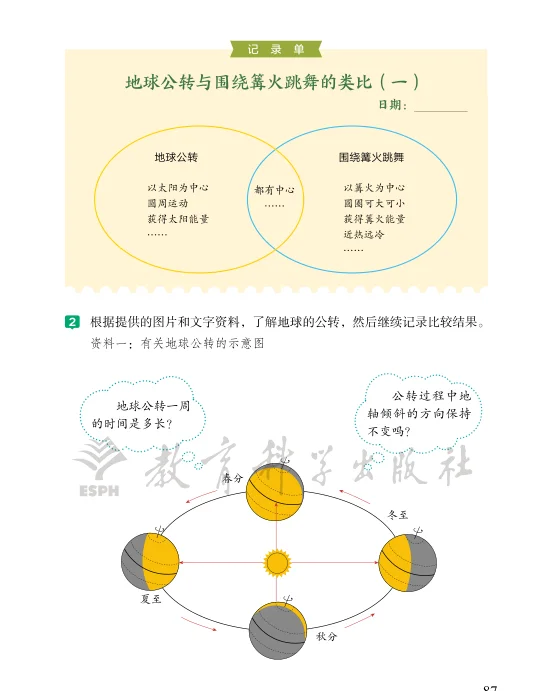 记录单
地球公转与围绕篝火跳舞的类比（一）
日期：
地球公转
以太阳为中心
圆周运动
获得太阳能量
……
都有中心
……
围绕篝火跳舞
以篝火为中心
圆圈可大可小
获得篝火能量
近热远冷
……
2 根据提供的图片和文字资料，了解地球的公转，然后继续记录比较结果。
资料一：有关地球公转的示意图
地球公转一周
的时间是多长？
公转过程中地
轴倾斜的方向保持
不变吗？
教育科学出版社
ESPH
春分
冬至
夏至
秋分
87